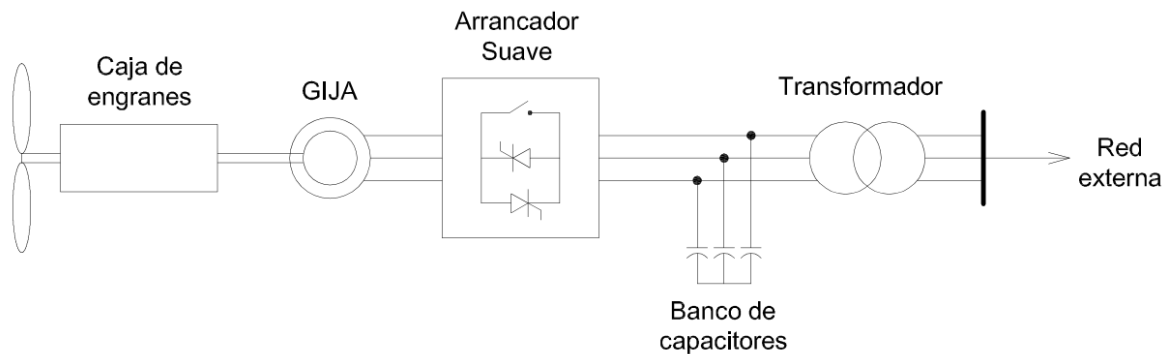 Arrancador
Suave
Caja de
engranes
GIJA
Transformador
Red
externa
Banco de
capacitores